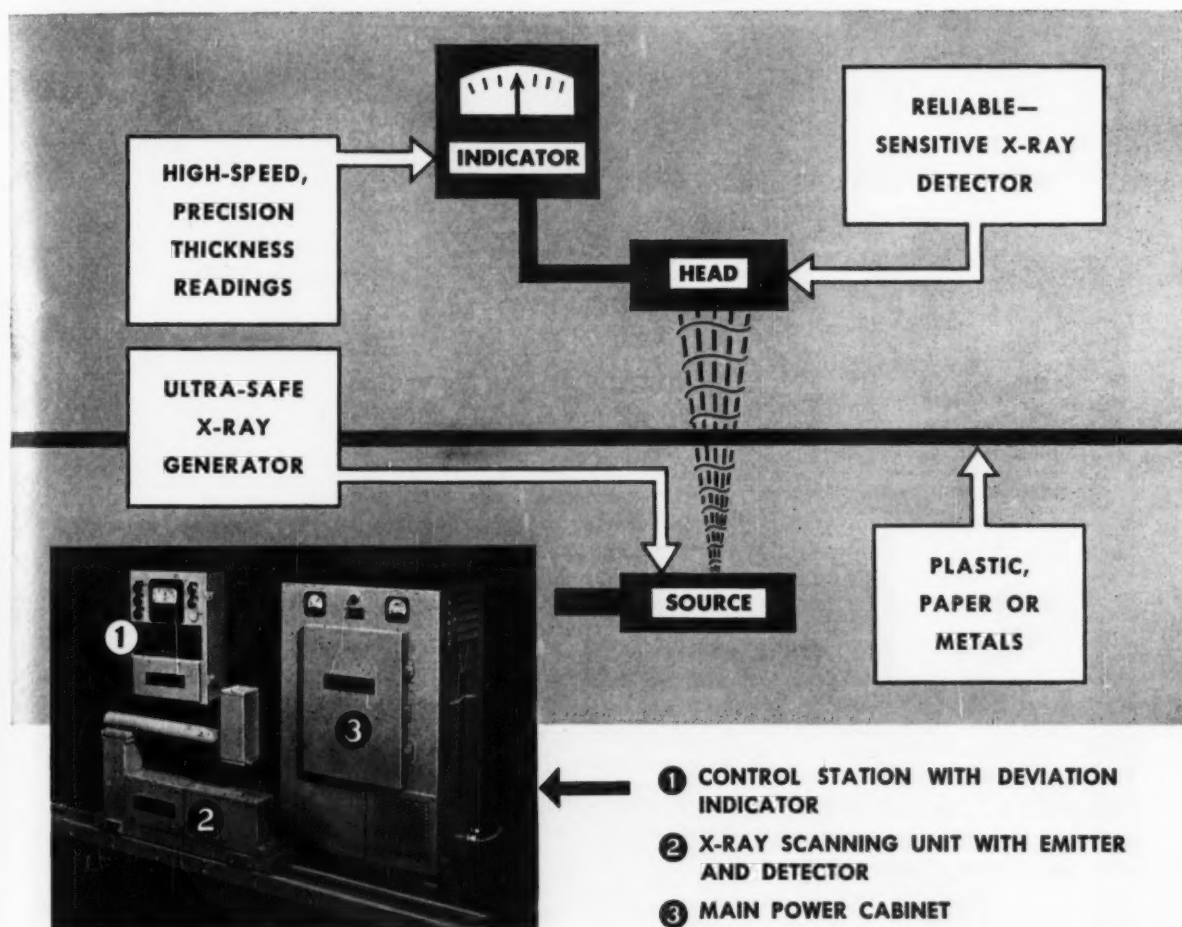 INDICATOR
RELIABLE—
SENSITIVE X-RAY
DETECTOR
HIGH-SPEED,
PRECISION
THICKNESS
READINGS
HEAD
ULTRA-SAFE
X-RAY
GENERATOR
SOURCE
PLASTIC,
PAPER OR
METALS
1
2
3
1 CONTROL STATION WITH DEVIATION
INDICATOR
2 X-RAY SCANNING UNIT WITH EMITTER
AND DETECTOR
3 MAIN POWER CABINET